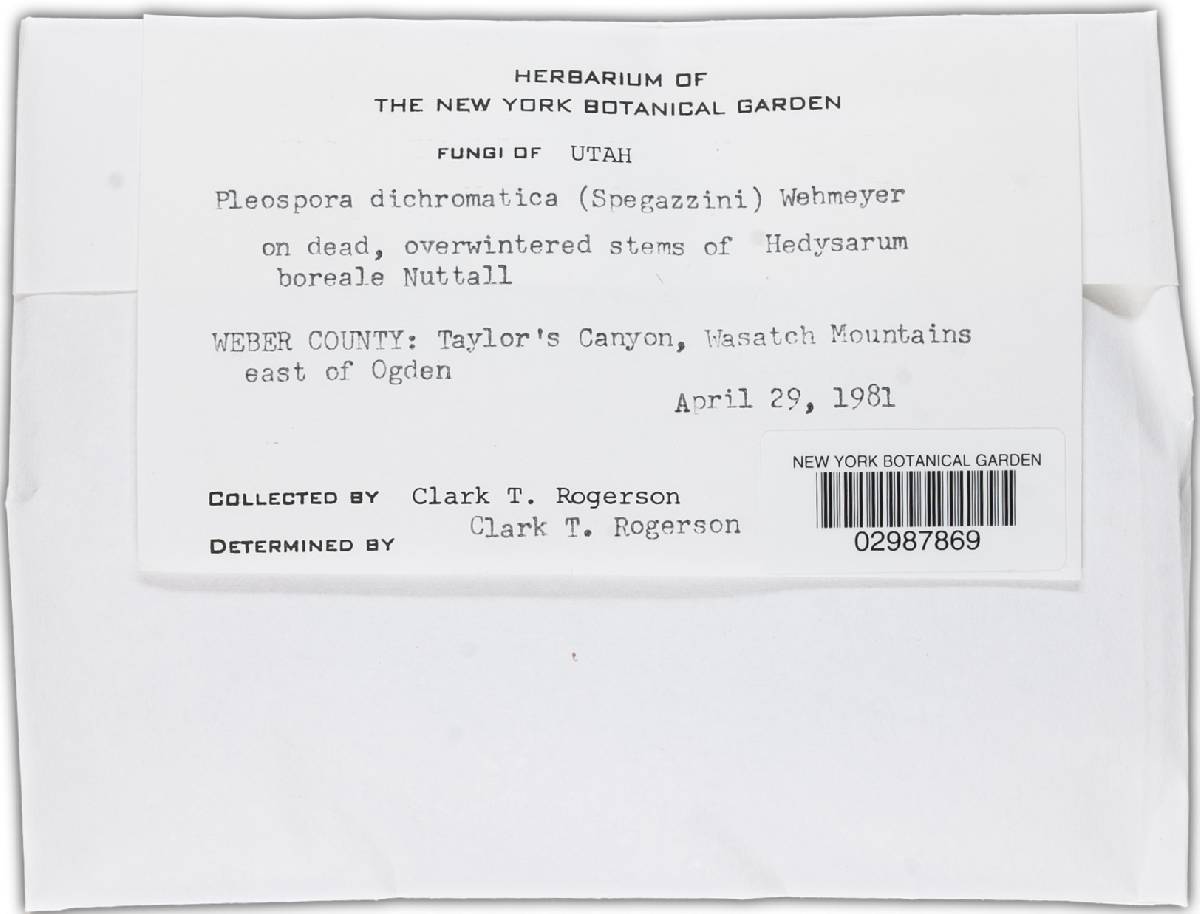 HERBARIUM OF
THE NEW YORK BOTANICAL GARDEN
FUNGI OF UTAH
Pleospora dichromatica (Spegazzini) Wehmeyer
on dead, overwintered stems of Hedysarum
boreale Nuttall
WEBER COUNTY: Taylor's Canyon, Wasatch Mountains
east of Ogden
April 29, 1981
COLLECTED BY Clark T. Rogerson
DETERMINED BY Clark T. Rogerson
NEW YORK BOTANICAL GARDEN
02987869